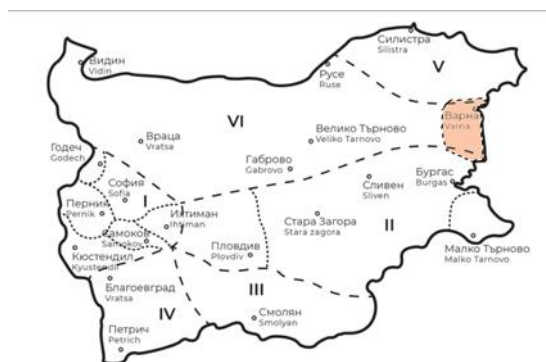 Силистра
Silistra
V
Видин
Vidin
Русе
Ruse
Варна
Varna
VI
Враца
Vratsa
Велико Търново
Veliko Tarnovo
Годеч
Godech
Габрово
Gabrovo
Бургас
Burgas
София
Sofia
I
Сливен
Sliven
Перник
Pernik
Ихтиман
Ihtiman
Стара Загора
Stara zagora
II
Самоков
Samokov
Пловдив
Plovdiv
Малко Търново
Malko Tarnovo
Кюстендил
Kyustendil
Благоевград
Vratsa
III
IV
Смолян
Smolyan
Петрич
Petrich